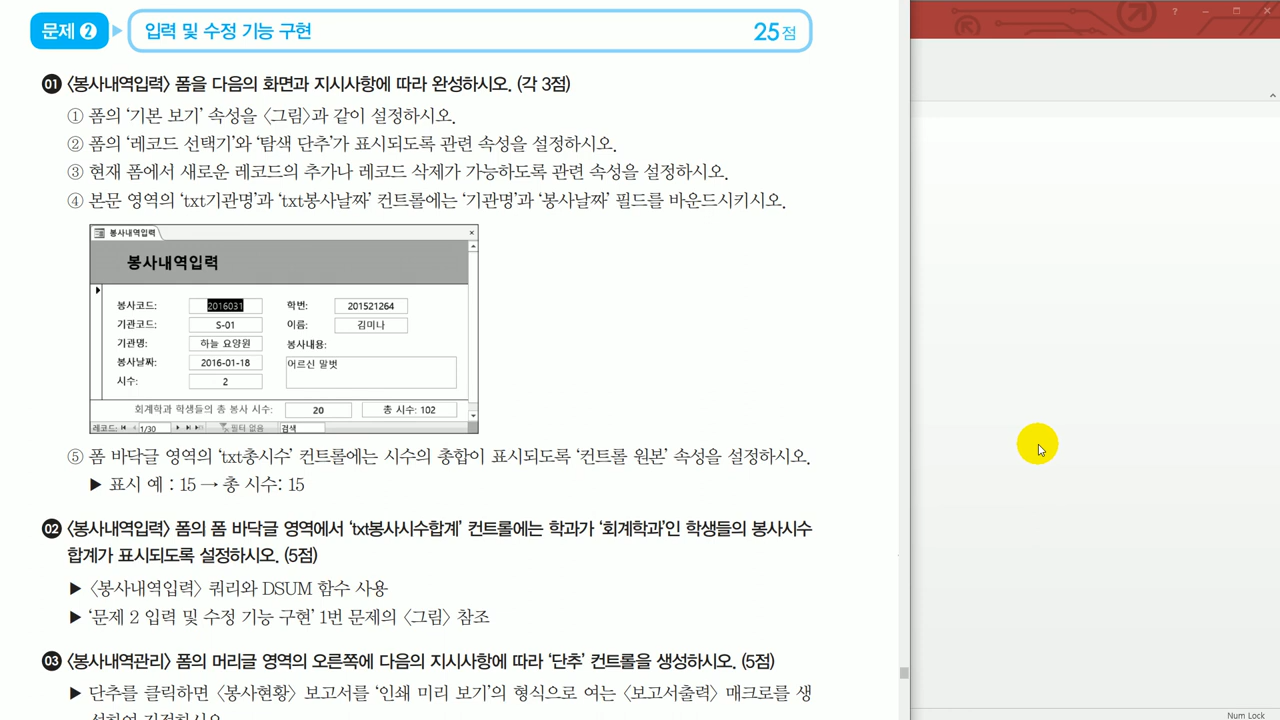 문제 2 입력 및 수정 기능 구현 25점
01 〈봉사내역입력〉 폼을 다음의 화면과 지시사항에 따라 완성하시오. (각 3점)
① 폼의 ‘기본 보기’ 속성을 〈그림〉과 같이 설정하시오.
② 폼의 ‘레코드 선택기’와 ‘탐색 단추’가 표시되도록 관련 속성을 설정하시오.
③ 현재 폼에서 새로운 레코드의 추가나 레코드 삭제가 가능하도록 관련 속성을 설정하시오.
④ 본문 영역의 ‘txt기관명’과 ‘txt봉사날짜’ 컨트롤에는 ‘기관명’과 ‘봉사날짜’ 필드를 바운드시키시오.
봉사내역입력
봉사내역입력
봉사코드: 2016031 학번: 201521264
기관코드: S-01 이름: 김미나
기관명: 하늘 요양원 봉사내용:
봉사날짜: 2016-01-18 어르신 말벗
시수: 2
회계학과 학생들의 총 봉사 시수: 20 총 시수: 102
레코드: 1/30 필터 없음 검색
⑤ 폼 바닥글 영역의 ‘txt총시수’ 컨트롤에는 시수의 총합이 표시되도록 ‘컨트롤 원본’ 속성을 설정하시오.
▶ 표시 예 : 15 → 총 시수: 15
02 〈봉사내역입력〉 폼의 폼 바닥글 영역에서 ‘txt봉사시수합계’ 컨트롤에는 학과가 ‘회계학과’인 학생들의 봉사시수
합계가 표시되도록 설정하시오. (5점)
▶ 〈봉사내역입력〉 쿼리와 DSUM 함수 사용
▶ ‘문제 2 입력 및 수정 기능 구현’ 1번 문제의 〈그림〉 참조
03 〈봉사내역관리〉 폼의 머리글 영역의 오른쪽에 다음의 지시사항에 따라 ‘단추’ 컨트롤을 생성하시오. (5점)
▶ 단추를 클릭하면 〈봉사현황〉 보고서를 ‘인쇄 미리 보기’의 형식으로 여는 〈보고서출력〉 매크로를 생
Num Lock